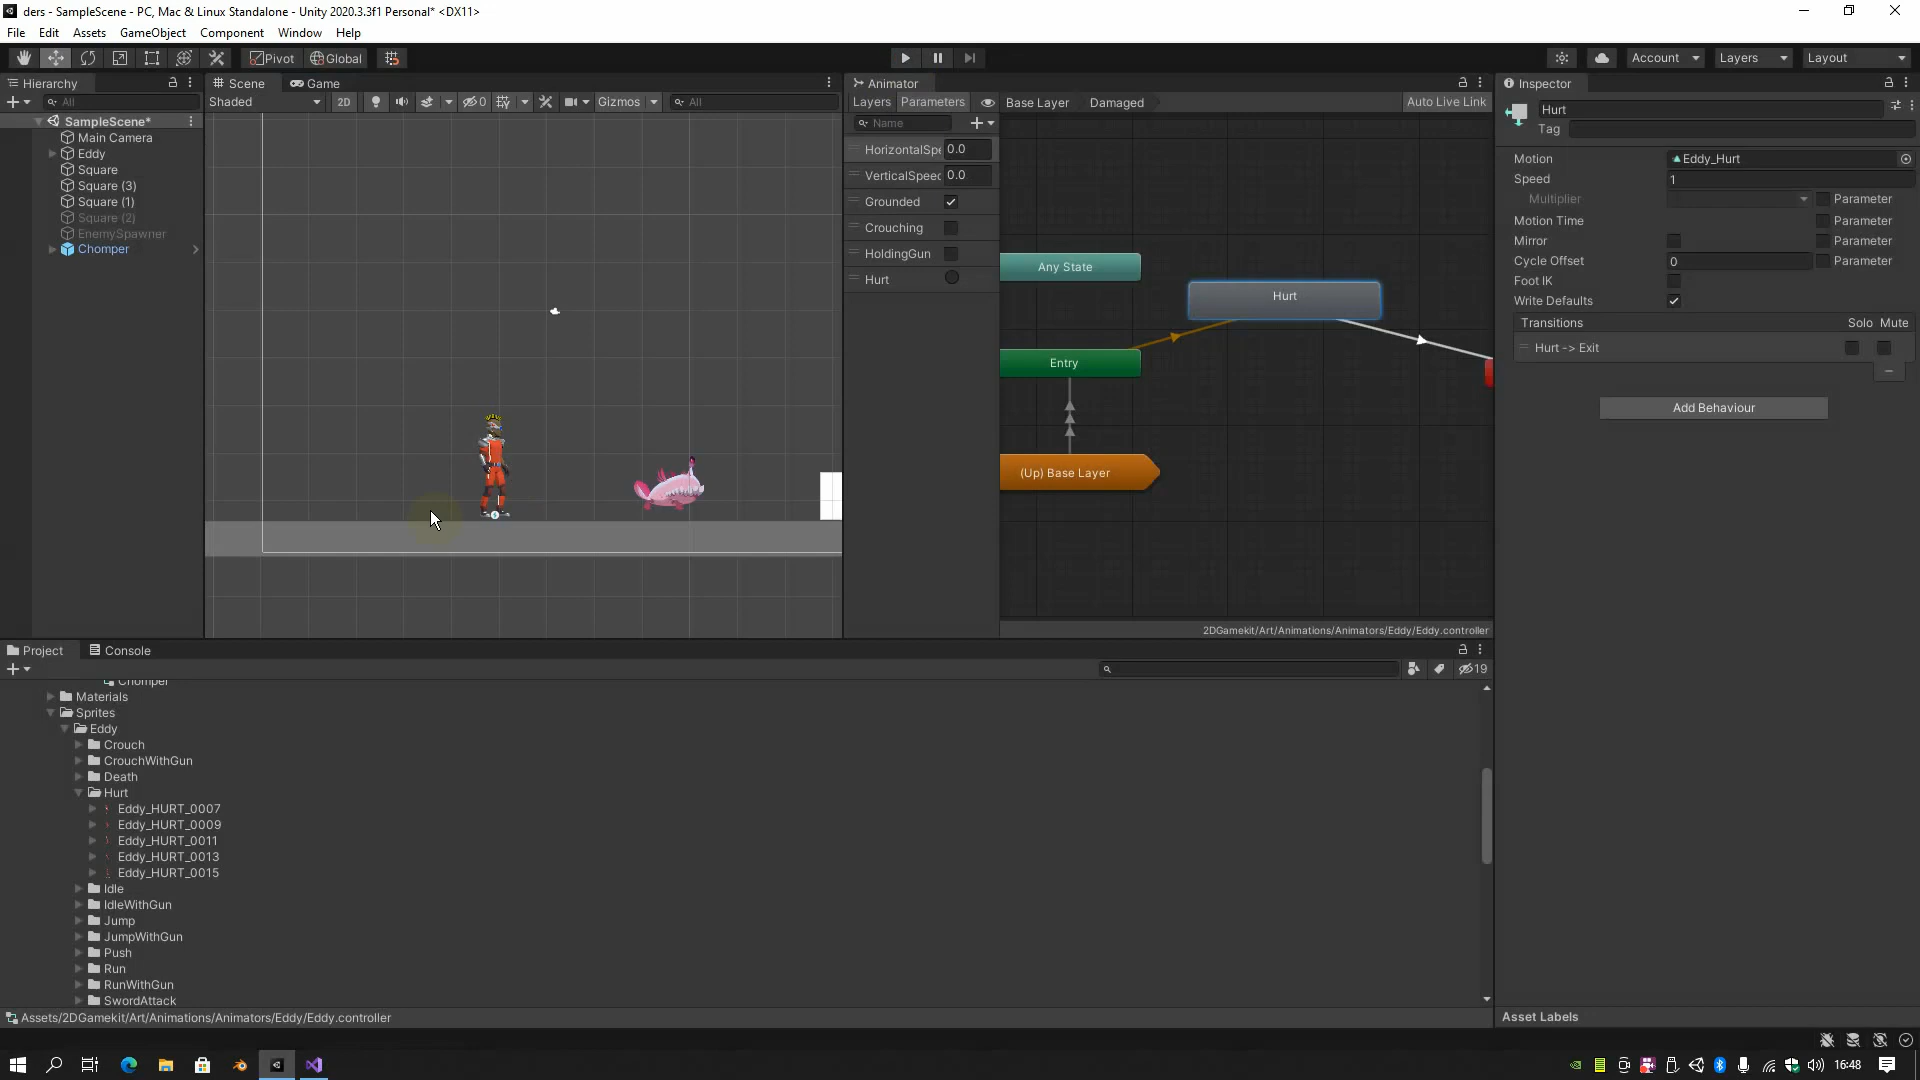 ders - SampleScene - PC, Mac & Linux Standalone - Unity 2020.3.3f1 Personal* <DX11>
File Edit Assets GameObject Component Window Help
Pivot Global
Account Layers Layout
Hierarchy
All
SampleScene*
Main Camera
Eddy
Square
Square (3)
Square (1)
Square (2)
EnemySpawner
Chomper
Scene Game
Shaded 2D 0 Gizmos All
Animator
Layers Parameters Base Layer Damaged Auto Live Link
Name
HorizontalSpe 0.0
VerticalSpeed 0.0
Grounded
Crouching
HoldingGun
Hurt
Any State
Hurt
Entry
(Up) Base Layer
2DGamekit/Art/Animations/Animators/Eddy/Eddy.controller
Inspector
Hurt
Tag
Motion Eddy_Hurt
Speed 1
Multiplier Parameter
Motion Time Parameter
Mirror Parameter
Cycle Offset 0 Parameter
Foot IK
Write Defaults
Transitions Solo Mute
Hurt -> Exit
Add Behaviour
Asset Labels
Project Console
19
Chomper
Materials
Sprites
Eddy
Crouch
CrouchWithGun
Death
Hurt
Eddy_HURT_0007
Eddy_HURT_0009
Eddy_HURT_0011
Eddy_HURT_0013
Eddy_HURT_0015
Idle
IdleWithGun
Jump
JumpWithGun
Push
Run
RunWithGun
SwordAttack
Assets/2DGamekit/Art/Animations/Animators/Eddy/Eddy.controller
16:48